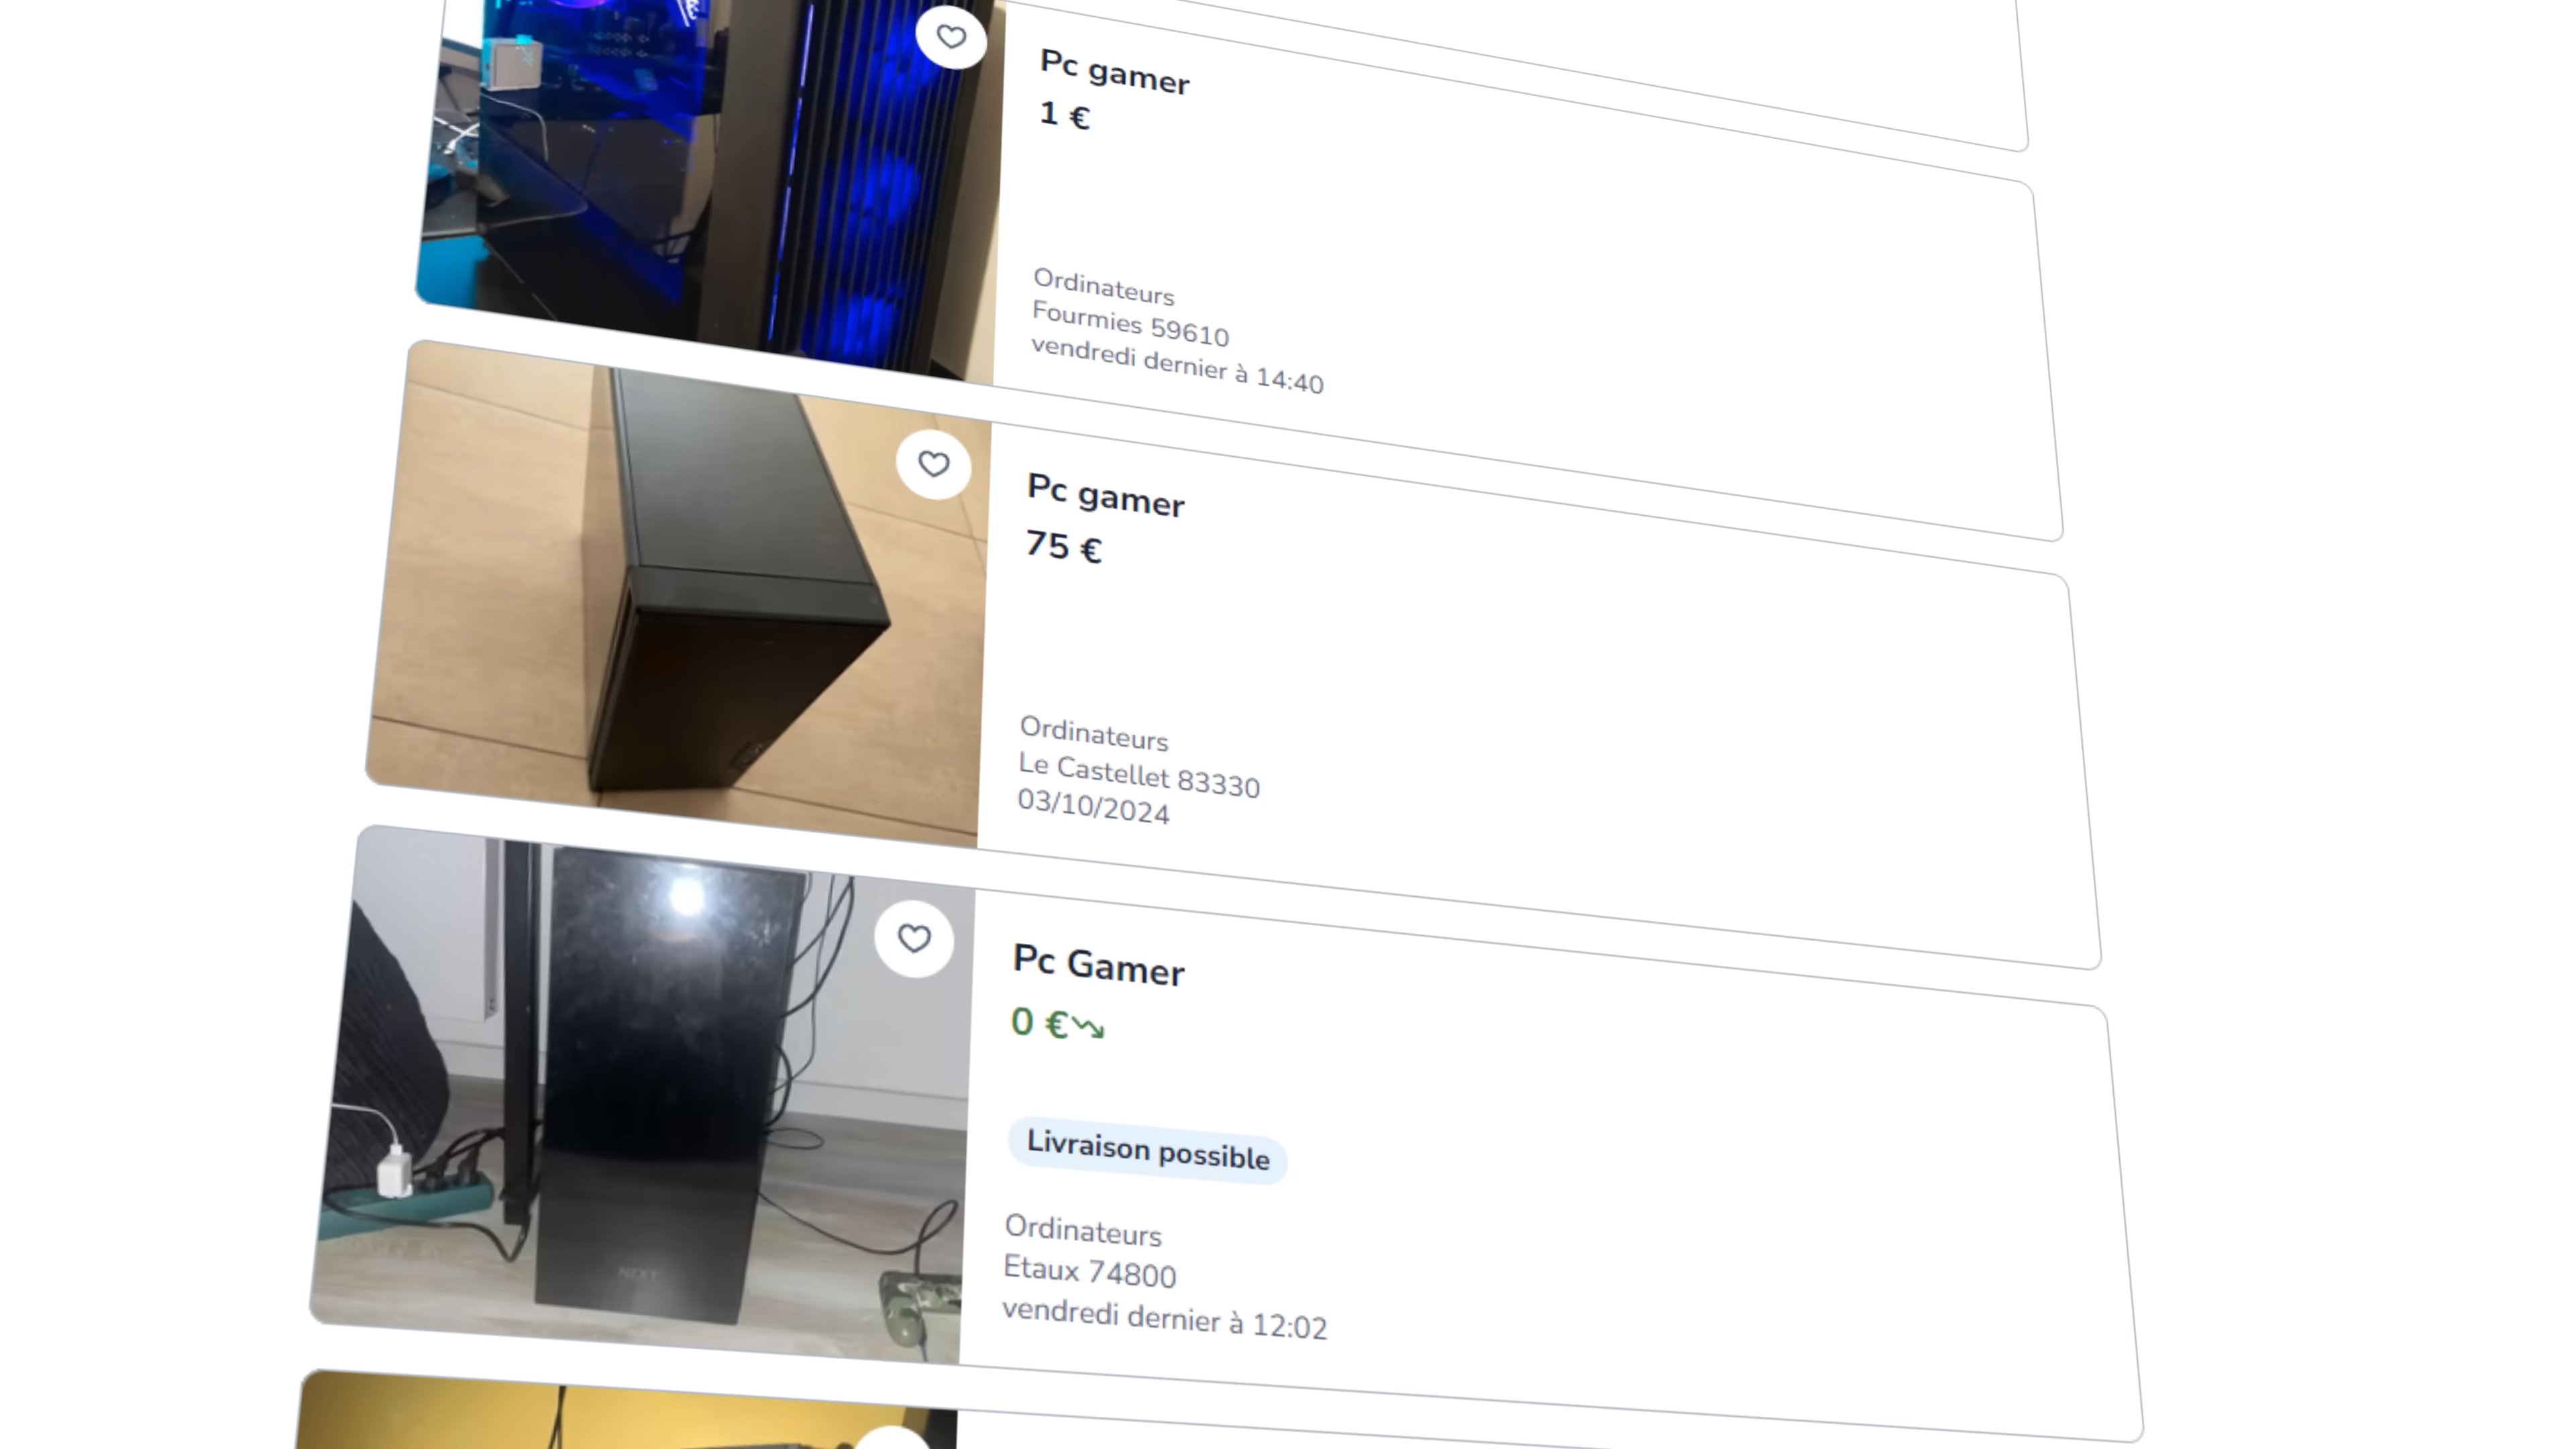 Pc gamer
1 €
Ordinateurs
Fourmies 59610
vendredi dernier à 14:40
Pc gamer
75 €
Ordinateurs
Le Castellet 83330
03/10/2024
Pc Gamer
0 €
Livraison possible
Ordinateurs
Etaux 74800
vendredi dernier à 12:02
NZXT